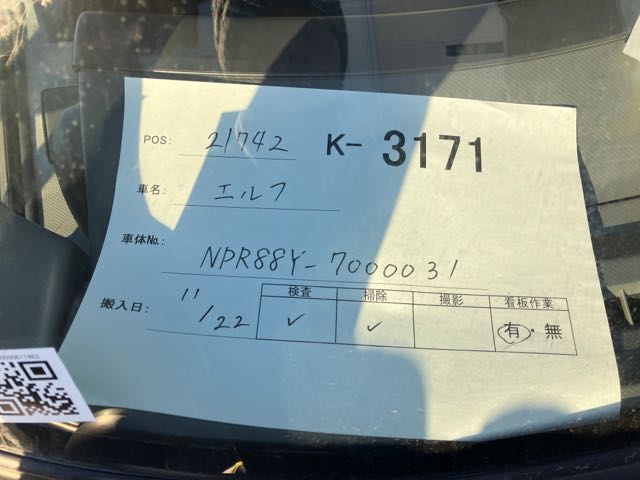 POS: 21742 K-3171
車名: エルフ
車体No.: NPR88Y-7000031
搬入日: 11/22
検査 掃除 撮影 看板作業
✓ ✓ 有・無